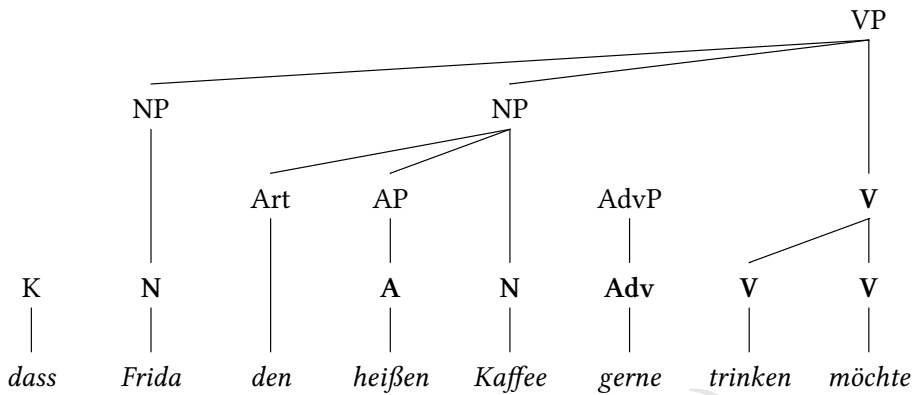 VP
NP NP
Art AP AdvP V
K N A N Adv V V
dass Frida den heißen Kaffee gerne trinken möchte